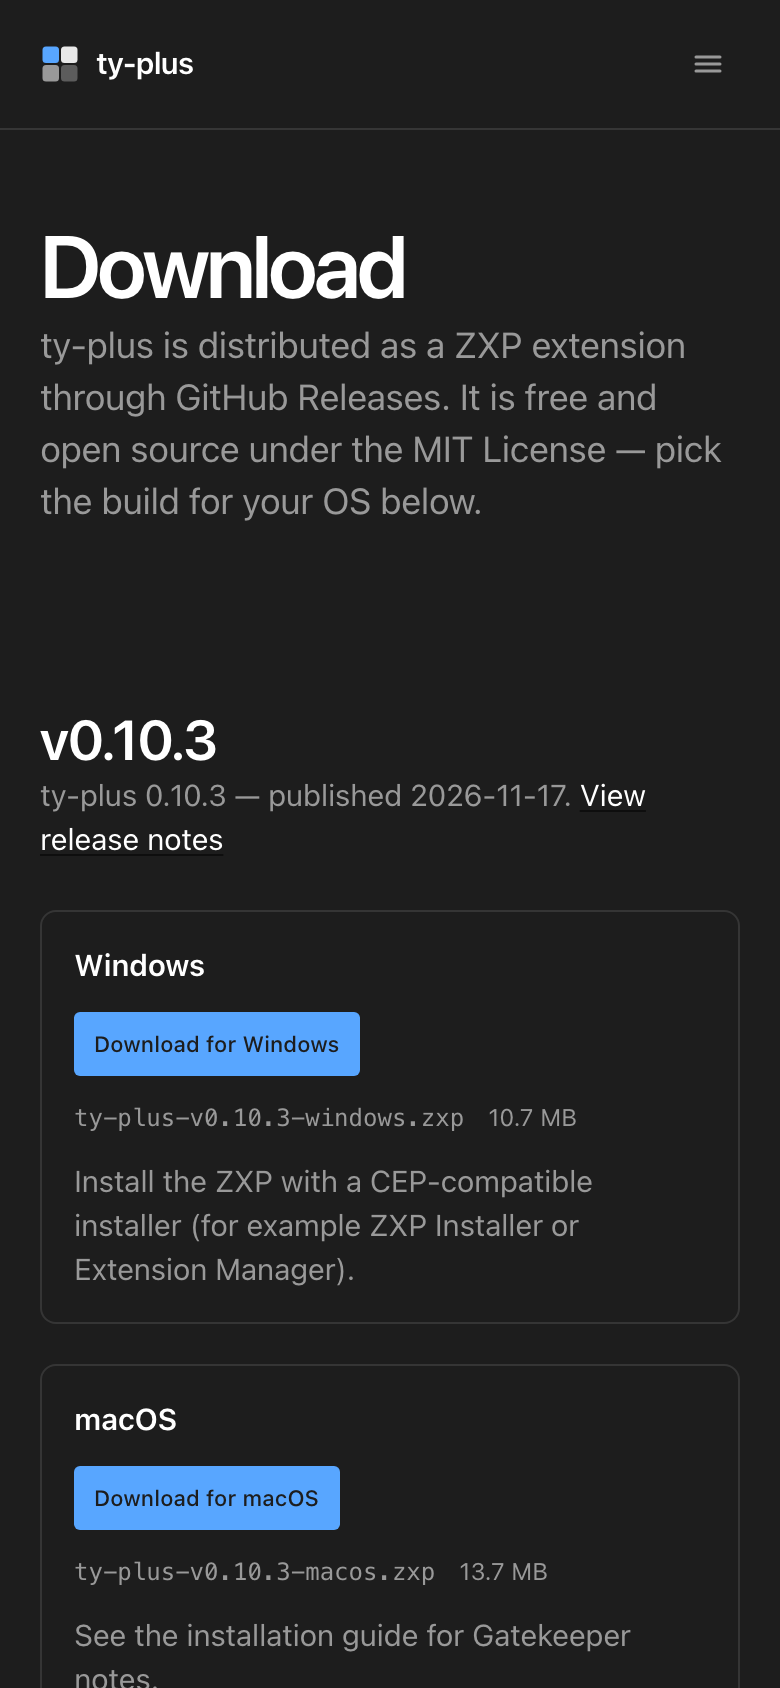 ty-plus
Download
ty-plus is distributed as a ZXP extension
through GitHub Releases. It is free and
open source under the MIT License — pick
the build for your OS below.
v0.10.3
ty-plus 0.10.3 — published 2026-11-17. View
release notes
Windows
Download for Windows
ty-plus-v0.10.3-windows.zxp 10.7 MB
Install the ZXP with a CEP-compatible
installer (for example ZXP Installer or
Extension Manager).
macOS
Download for macOS
ty-plus-v0.10.3-macos.zxp 13.7 MB
See the installation guide for Gatekeeper
notes.